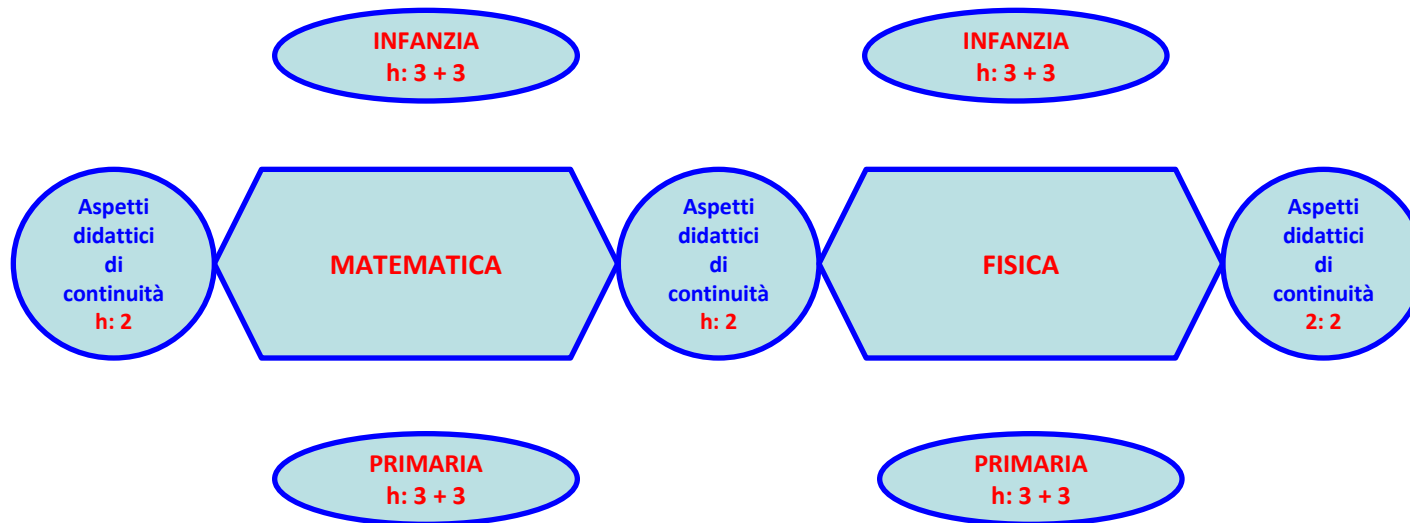 INFANZIA
h: 3 + 3
INFANZIA
h: 3 + 3
Aspetti
didattici
di
continuità
h: 2
MATEMATICA
Aspetti
didattici
di
continuità
h: 2
FISICA
Aspetti
didattici
di
continuità
2: 2
PRIMARIA
h: 3 + 3
PRIMARIA
h: 3 + 3